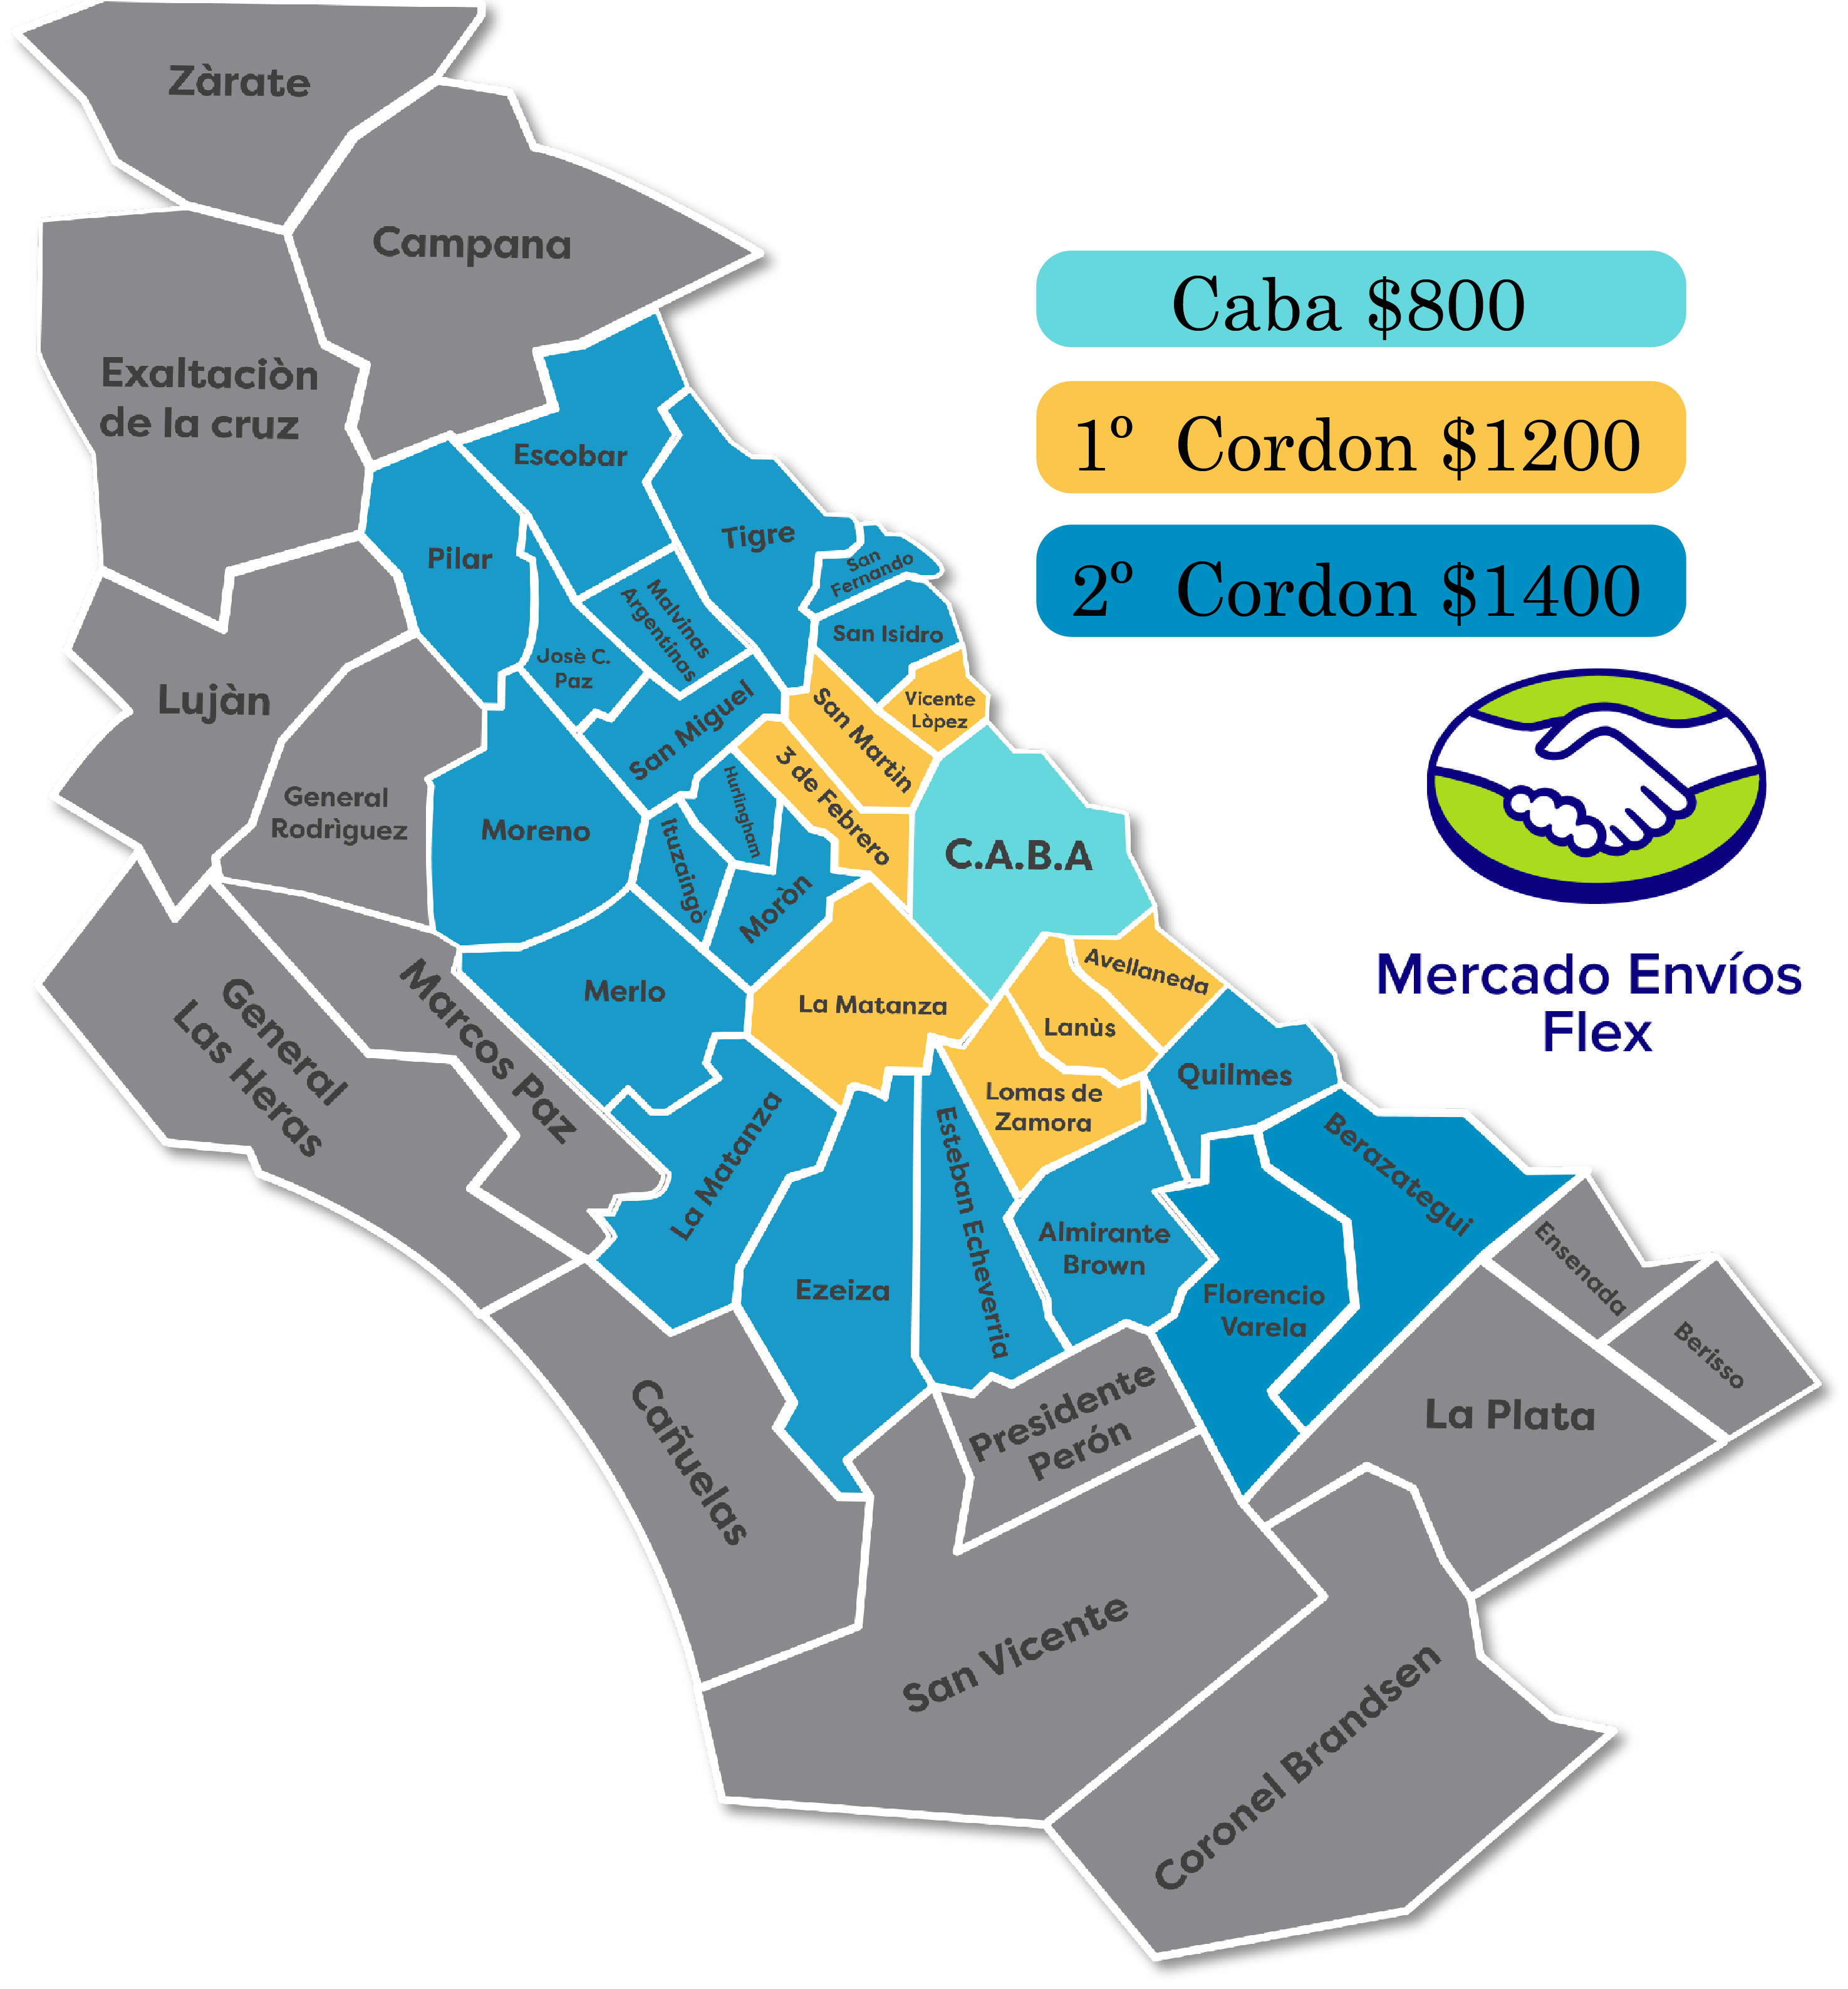 Zàrate
Campana
Caba $800
Exaltaciòn
de la cruz
1º Cordon $1200
Escobar
Tigre
Pilar
San
Fernando
2º Cordon $1400
Malvinas
Argentinas
San Isidro
Josè C.
Paz
Lujàn
San Miguel
San Martìn
Vicente
Lòpez
3 de Febrero
Hurlingham
General
Rodrìguez
Moreno
Ituzaingò
C.A.B.A
Moròn
Avellaneda
Mercado Envíos
Flex
General
Las Heras
Marcos Paz
Merlo
La Matanza
Lanùs
Quilmes
Lomas de
Zamora
La Matanza
Esteban Echeverria
Berazategui
Almirante
Brown
Ezeiza
Florencio
Varela
Ensenada
Berisso
Cañuelas
Presidente
Perón
La Plata
San Vicente
Coronel Brandsen